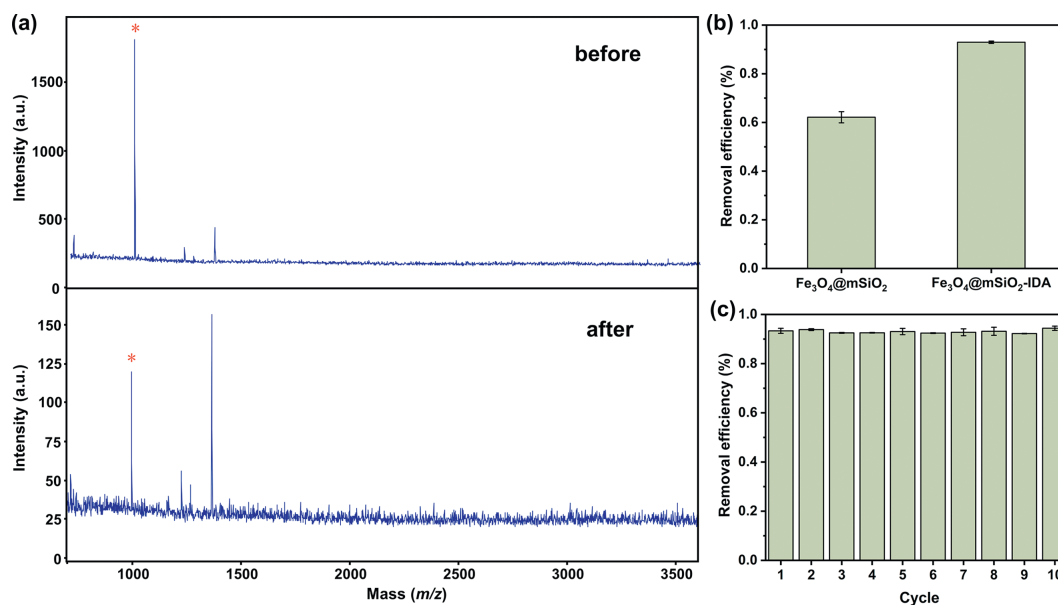 (a)
*
before
Intensity (a.u.)
1500
1000
500
0
*
after
Intensity (a.u.)
150
125
100
75
50
25
0
1000
1500
2000
2500
3000
3500
Mass (m/z)
(b)
Removal efficiency (%)
1.0
0.8
0.6
0.4
0.2
0.0
Fe₃O₄@mSiO₂
Fe₃O₄@mSiO₂-IDA
(c)
Removal efficiency (%)
1.0
0.8
0.6
0.4
0.2
0.0
1 2 3 4 5 6 7 8 9 10
Cycle